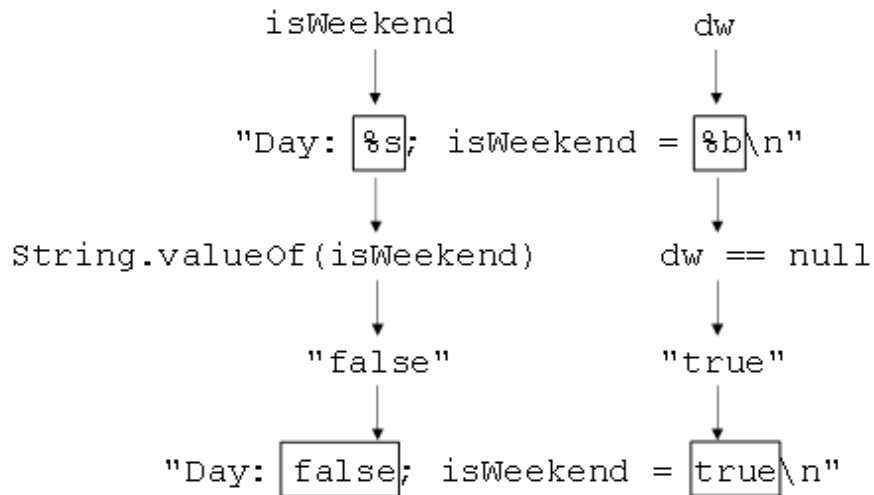 isWeekend dw
"Day: %s; isWeekend = %b\n"
String.valueOf(isWeekend) dw == null
"false" "true"
"Day: false; isWeekend = true\n"